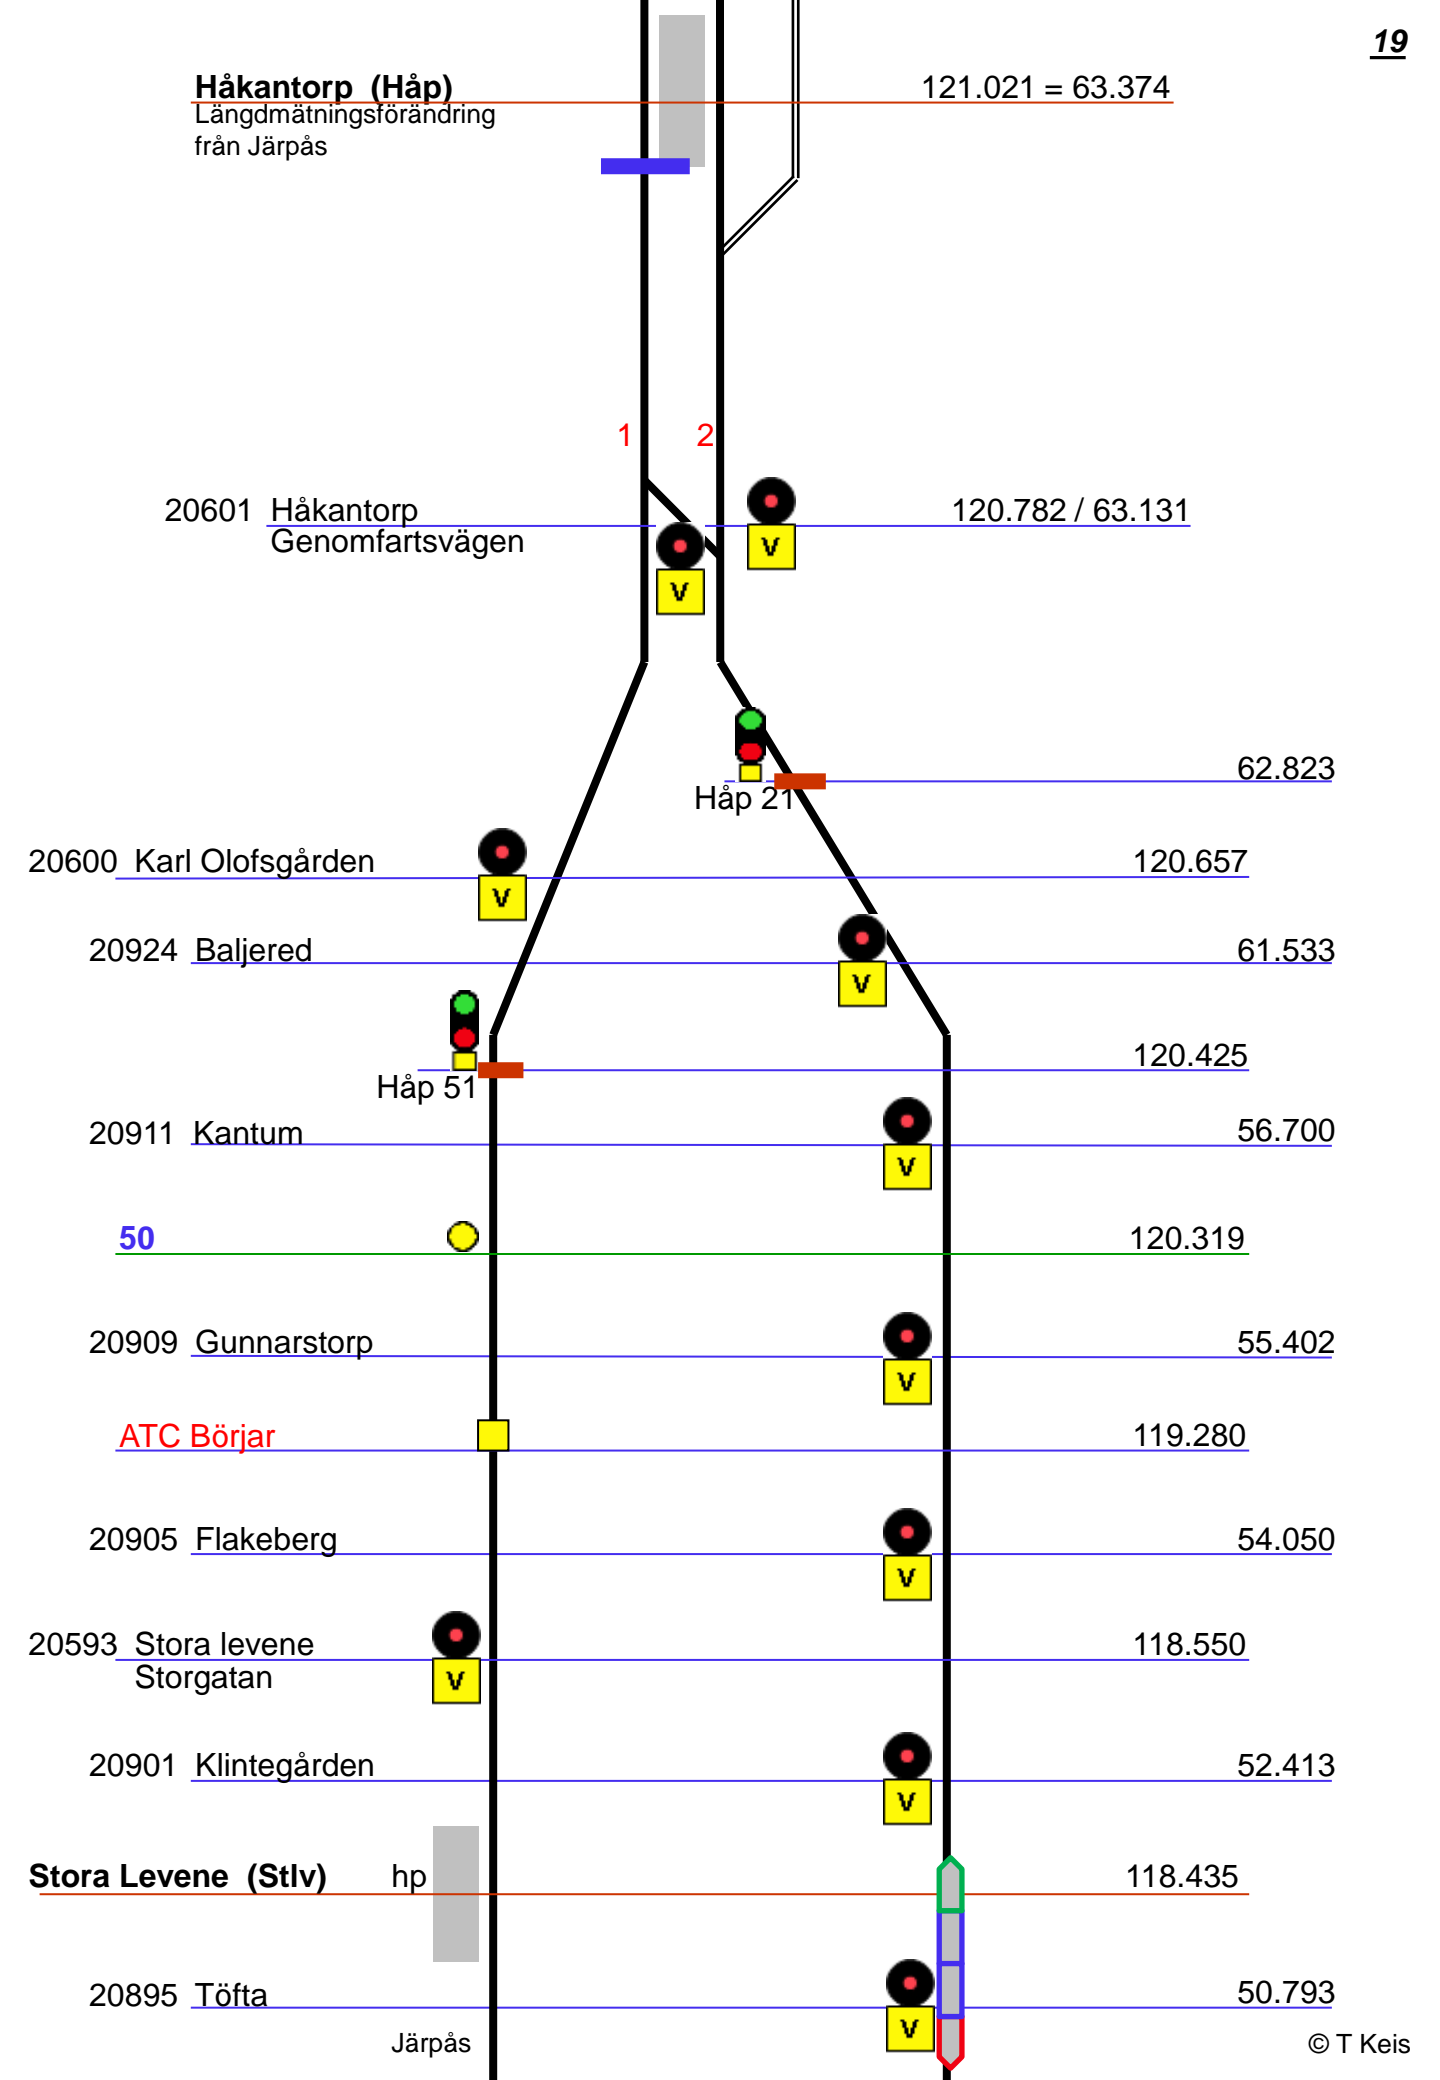 19
Håkantorp (Håp) 121.021 = 63.374
Längdmätningsförändring
från Järpås
1 2
20601 Håkantorp 120.782 / 63.131
Genomfartsvägen
V
V
62.823
Håp 21
20600 Karl Olofsgården 120.657
V
20924 Baljered 61.533
V
120.425
Håp 51
20911 Kantum 56.700
V
50 120.319
20909 Gunnarstorp 55.402
V
ATC Börjar 119.280
20905 Flakeberg 54.050
V
20593 Stora levene 118.550
Storgatan
V
20901 Klintegården 52.413
V
Stora Levene (Stlv) hp 118.435
20895 Töfta 50.793
V
Järpås © T Keis